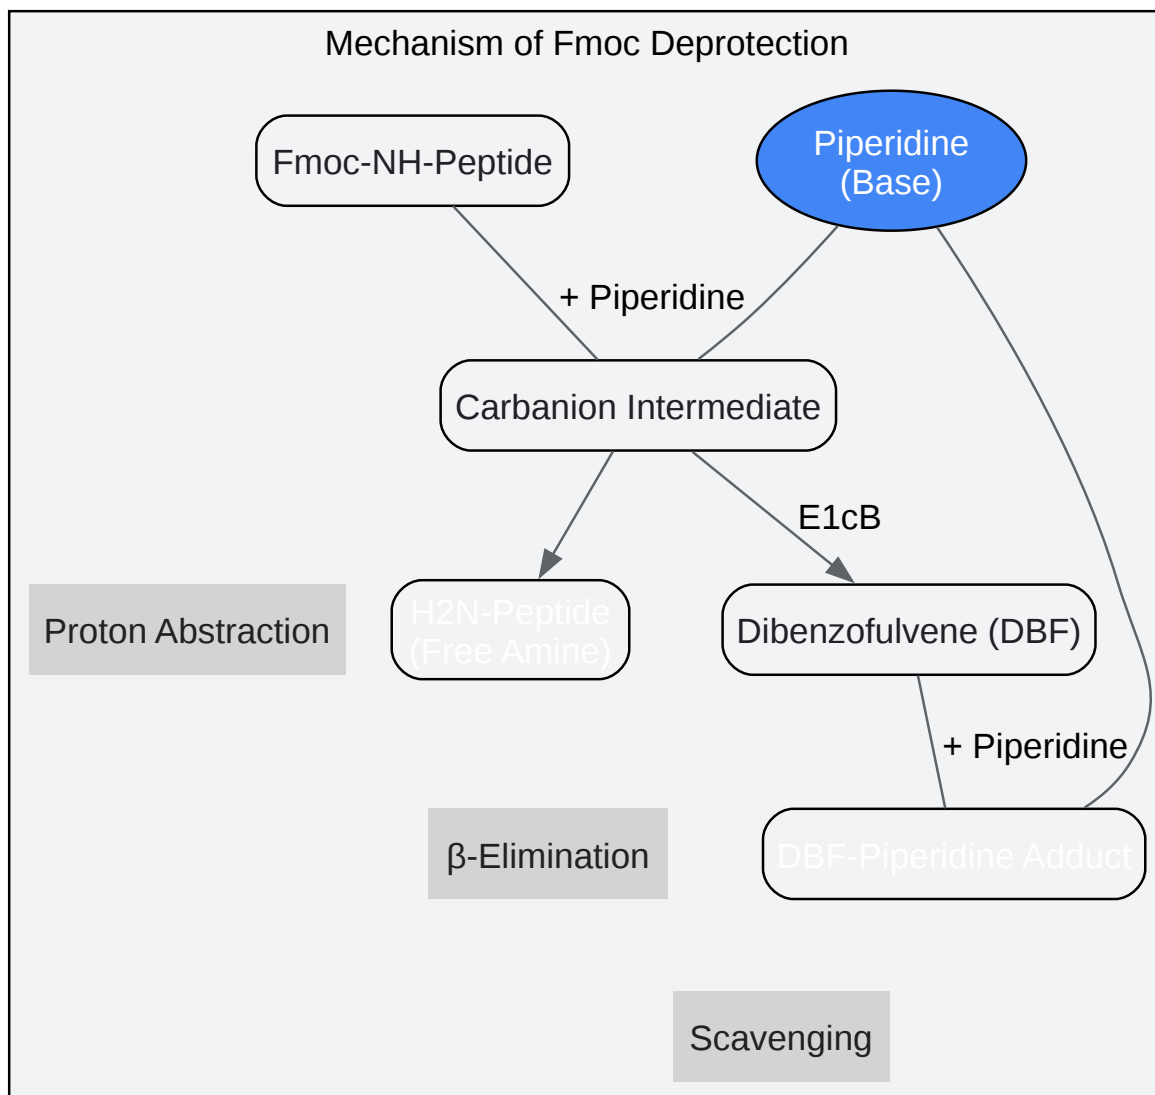 Mechanism of Fmoc Deprotection
Fmoc-NH-Peptide
Piperidine
(Base)
+ Piperidine
Carbanion Intermediate
E1cB
Proton Abstraction
H2N-Peptide
(Free Amine)
Dibenzofulvene (DBF)
+ Piperidine
β-Elimination
DBF-Piperidine Adduct
Scavenging